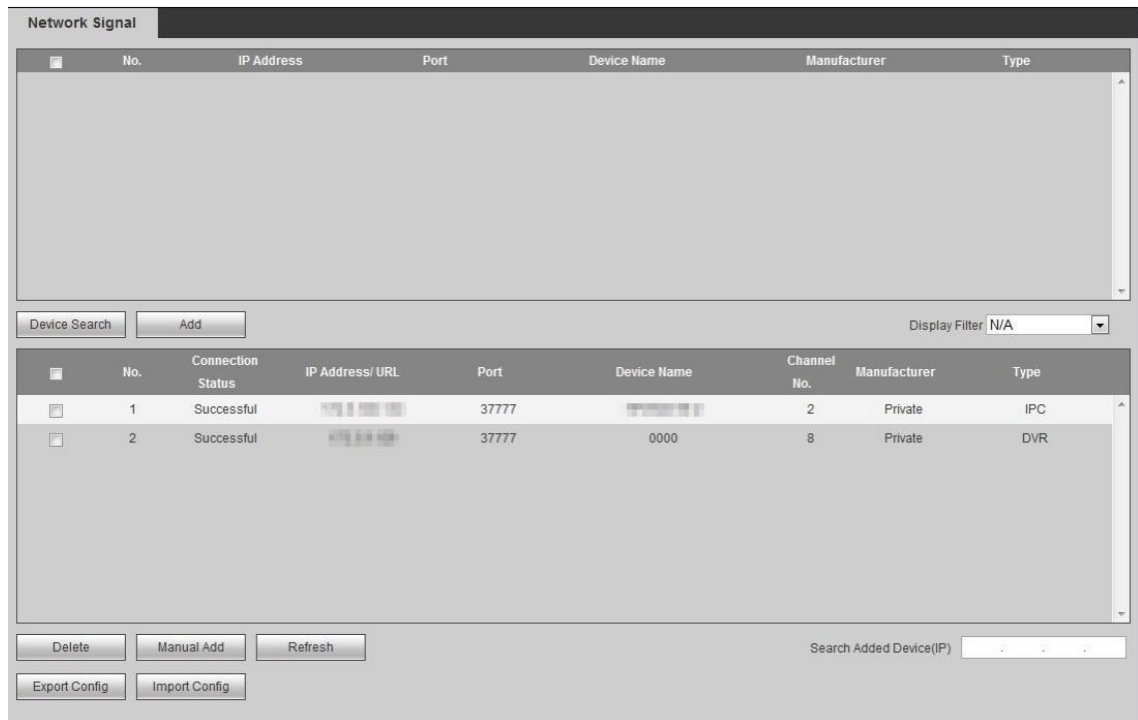 Network Signal
No. IP Address Port Device Name Manufacturer Type
Device Search Add Display Filter N/A
No. Connection Status IP Address/ URL Port Device Name Channel No. Manufacturer Type
1 Successful 37777 2 Private IPC
2 Successful 37777 0000 8 Private DVR
Delete Manual Add Refresh Search Added Device(IP) . . .
Export Config Import Config